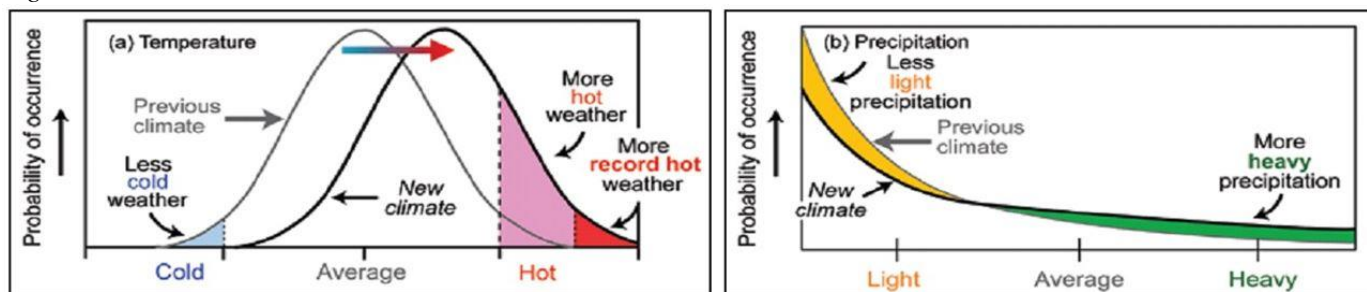 (a) Temperature
Previous
climate
Less
cold
weather
More
hot
weather
More
record hot
weather
New
climate
Probability of occurrence
Cold
Average
Hot
(b) Precipitation
Less
light
precipitation
Previous
climate
New
climate
More
heavy
precipitation
Probability of occurrence
Light
Average
Heavy